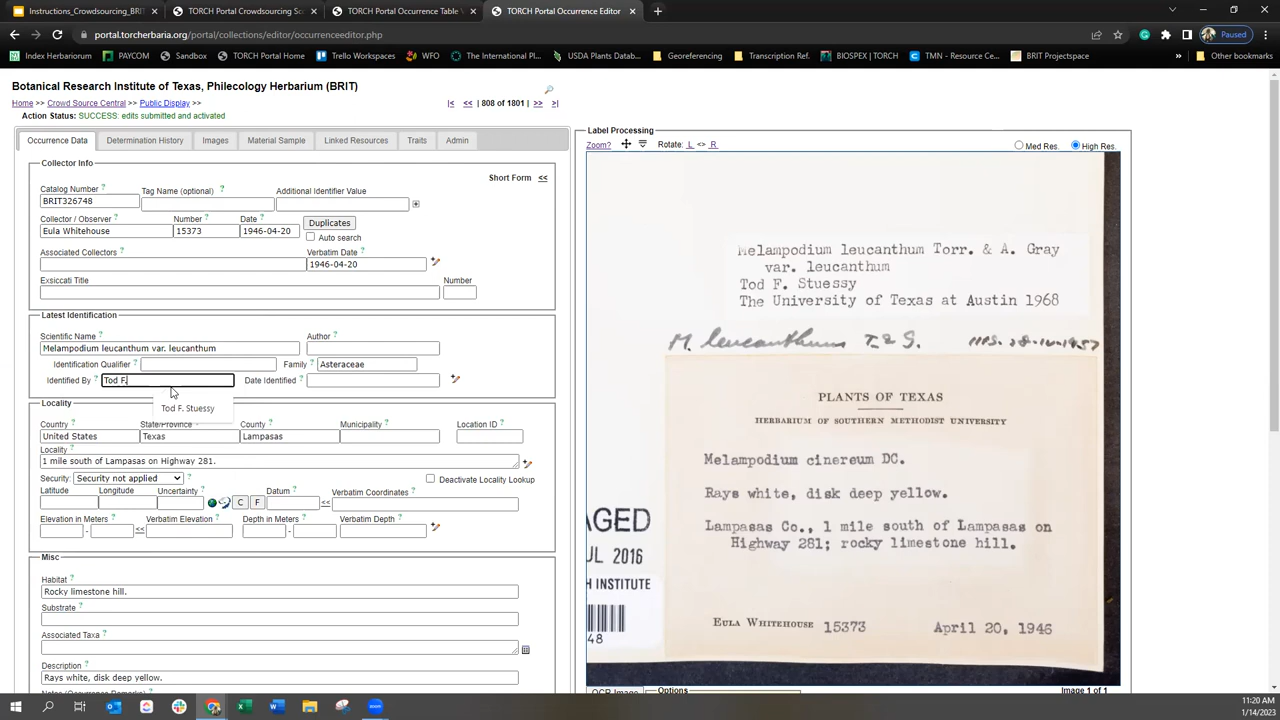 Instructions_Crowdsourcing_BRIT
TORCH Portal Crowdsourcing Sc
TORCH Portal Occurrence Table V
TORCH Portal Occurrence Editor
portal.torcherbaria.org/portal/collections/editor/occurrenceeditor.php
Paused
Index Herbariorum
PAYCOM
Sandbox
TORCH Portal Home
Trello Workspaces
WFO
The International Pl...
USDA Plants Datab...
Georeferencing
Transcription Ref.
BIOSPEX | TORCH
TMN - Resource Ce...
BRIT Projectspace
Other bookmarks
Botanical Research Institute of Texas, Philecology Herbarium (BRIT)
Home >> Crowd Source Central >> Public Display >>
|< << | 808 of 1801 | >> >|
Action Status: SUCCESS: edits submitted and activated
Occurrence Data
Determination History
Images
Material Sample
Linked Resources
Traits
Admin
Collector Info
Short Form <<
Catalog Number
Tag Name (optional) ?
Additional Identifier Value
BRIT326748
Collector / Observer ?
Number ?
Date ?
Duplicates
Eula Whitehouse
15373
1946-04-20
Auto search
Associated Collectors ?
Verbatim Date ?
1946-04-20
Exsiccati Title
Number
Latest Identification
Scientific Name ?
Author ?
Melampodium leucanthum var. leucanthum
Identification Qualifier ?
Family ?
Asteraceae
Identified By ?
Tod F.
Date Identified ?
Tod F. Stuessy
Locality
Country ?
State/Province ?
County ?
Municipality ?
Location ID ?
United States
Texas
Lampasas
Locality
1 mile south of Lampasas on Highway 281.
Security: Security not applied ?
Deactivate Locality Lookup
Latitude
Longitude
Uncertainty ?
C
F
Datum ?
<<
Verbatim Coordinates ?
Elevation in Meters ?
-
<<
Verbatim Elevation ?
Depth in Meters ?
-
Verbatim Depth ?
Misc
Habitat ?
Rocky limestone hill.
Substrate ?
Associated Taxa ?
Description ?
Rays white, disk deep yellow.
Notes (Occurrence Remarks) ?
Label Processing
Zoom?
Rotate: L <> R
Med Res.
High Res.
Melampodium leucanthum Torr. & A. Gray
var. leucanthum
Tod F. Stuessy
The University of Texas at Austin 1968
M. leucanthum T. & G.
PLANTS OF TEXAS
HERBARIUM OF SOUTHERN METHODIST UNIVERSITY
Melampodium cinereum DC.
Rays white, disk deep yellow.
Lampasas Co., 1 mile south of Lampasas on
Highway 281; rocky limestone hill.
EULA WHITEHOUSE 15373
April 20, 1946
AGED
UL 2016
H INSTITUTE
48
OCR Image
Options
Image 1 of 1
11:20 AM
1/14/2023